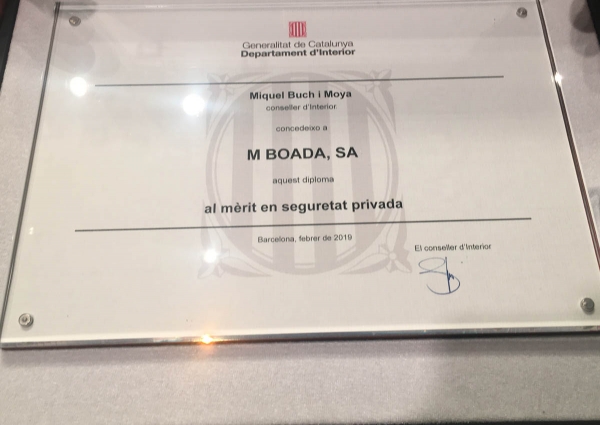 Generalitat de Catalunya
Departament d'Interior
Miquel Buch i Moya
conseller d'Interior
concedeixo a
M BOADA, SA
aquest diploma
al mèrit en seguretat privada
Barcelona, febrer de 2019
El conseller d'Interior